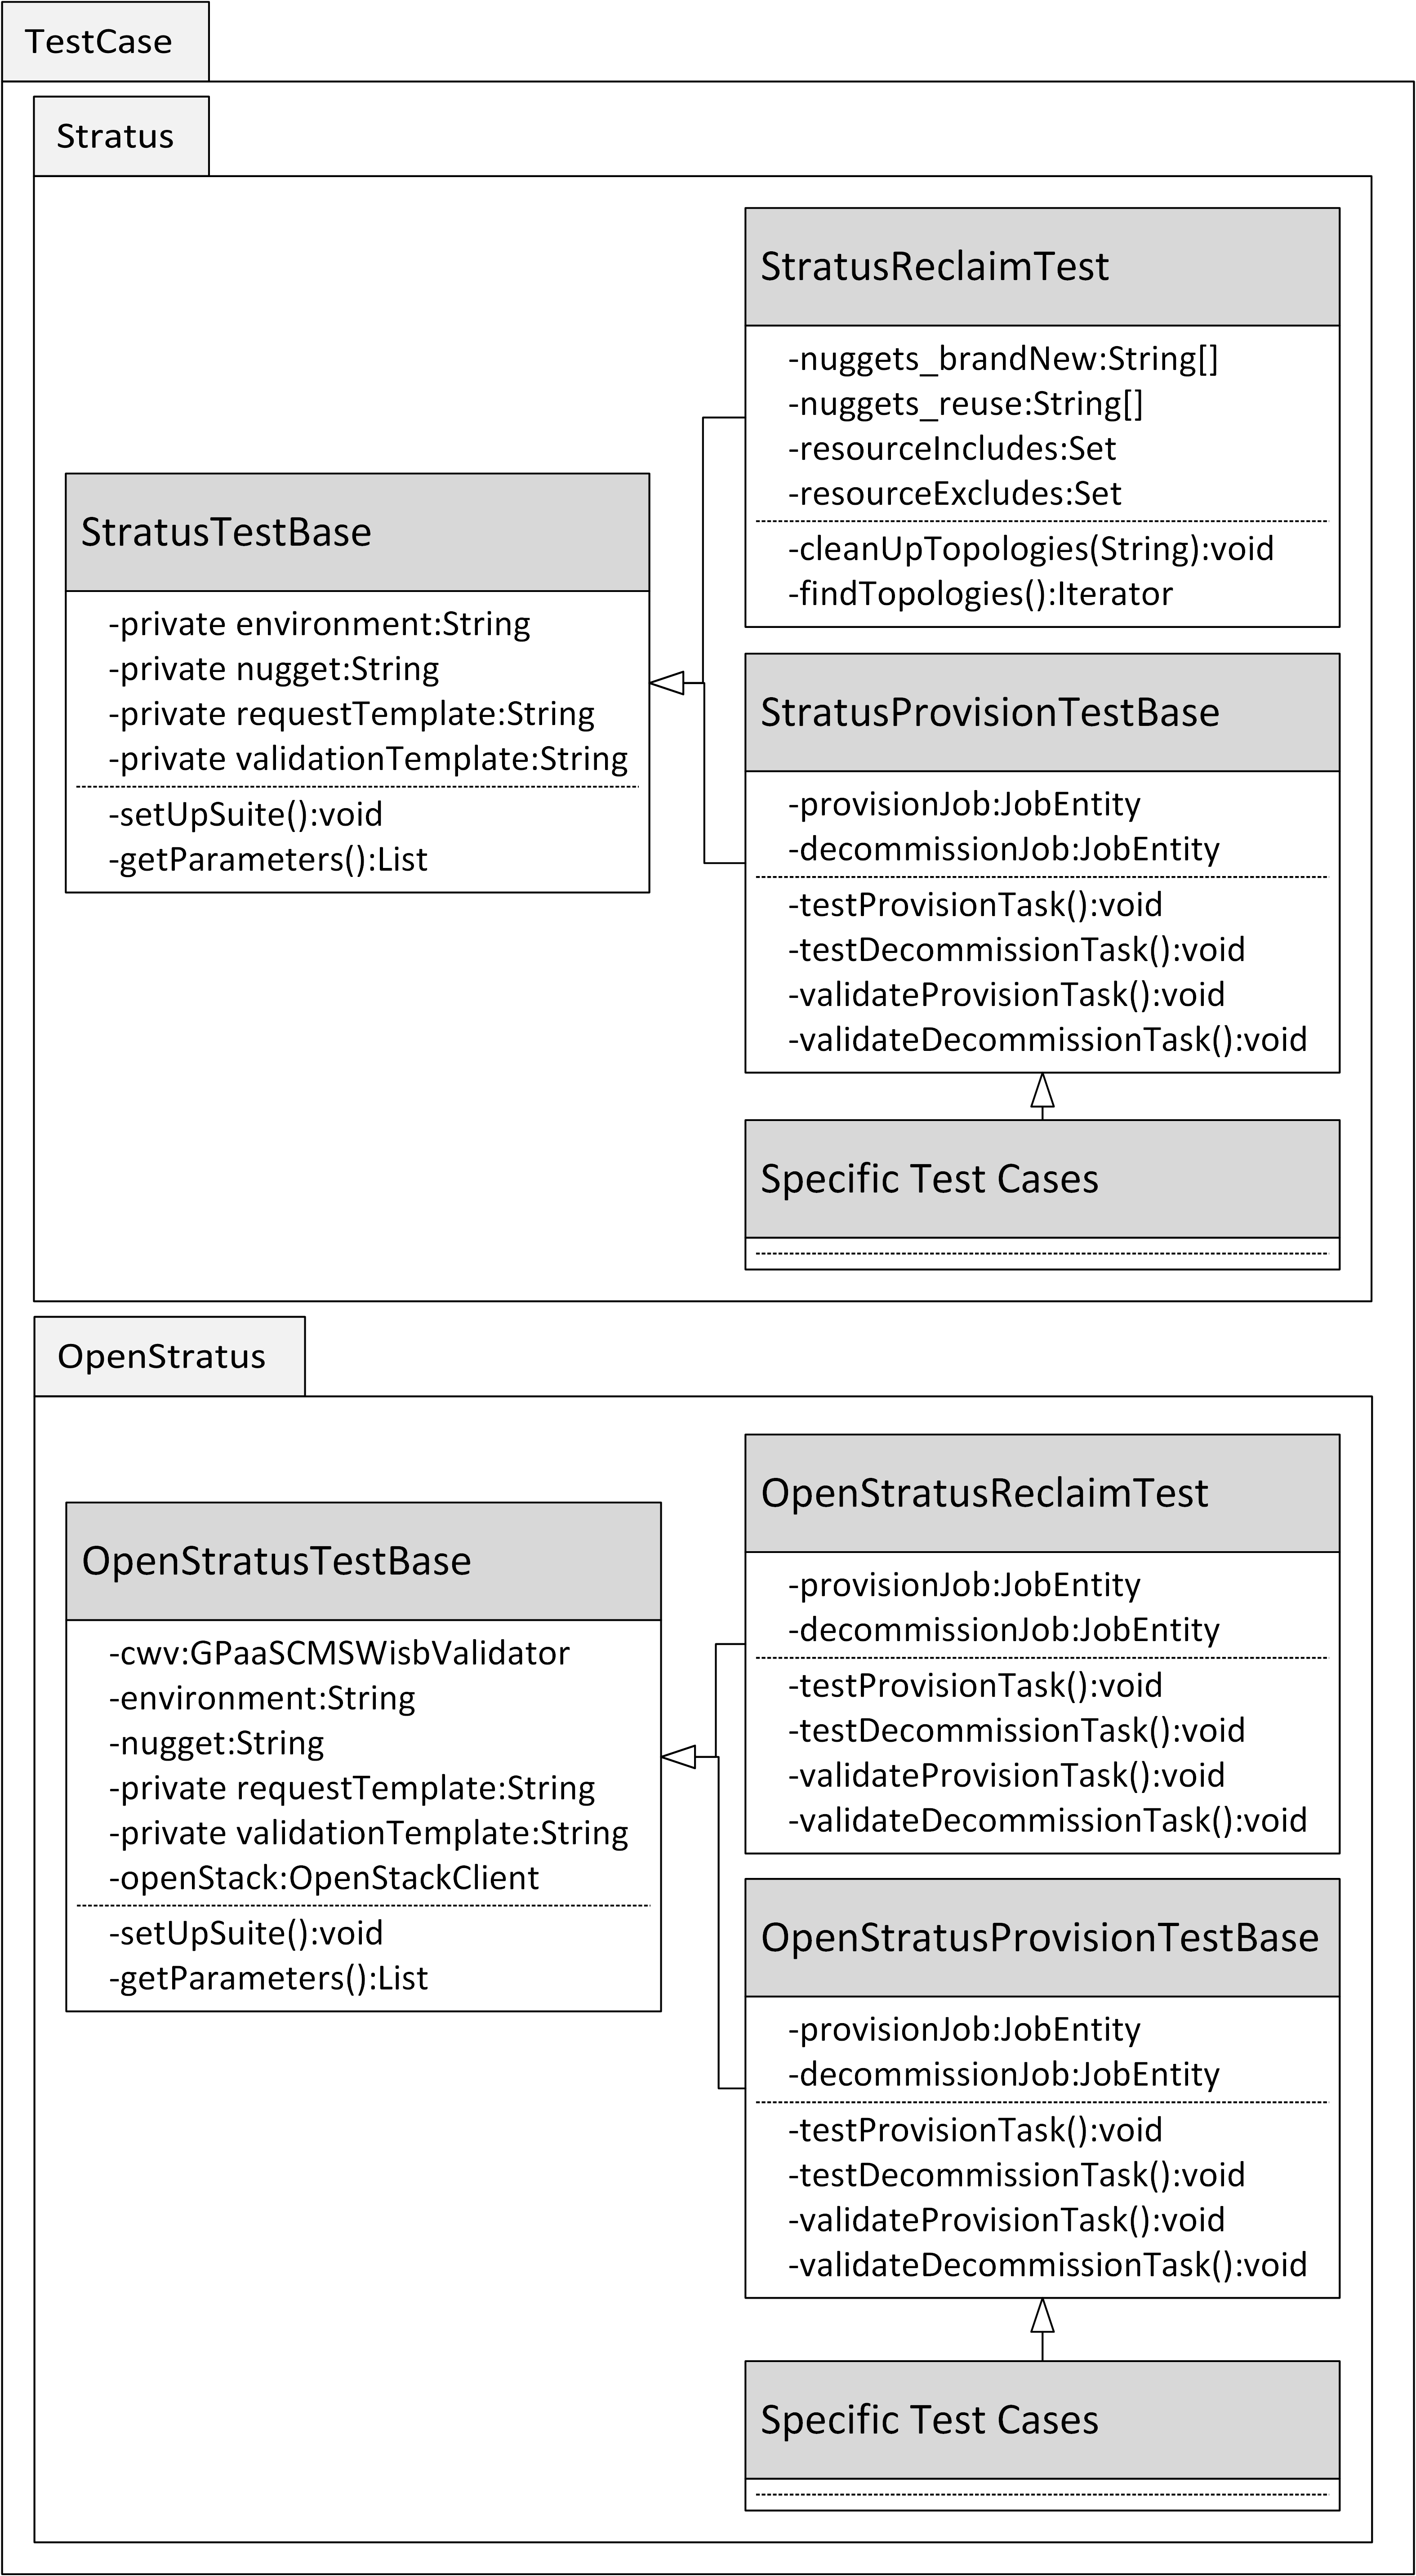 TestCase
Stratus
StratusTestBase
-private environment:String
-private nugget:String
-private requestTemplate:String
-private validationTemplate:String
-setUpSuite():void
-getParameters():List
StratusReclaimTest
-nuggets_brandNew:String[]
-nuggets_reuse:String[]
-resourceIncludes:Set
-resourceExcludes:Set
-cleanUpTopologies(String):void
-findTopologies():Iterator
StratusProvisionTestBase
-provisionJob:JobEntity
-decommissionJob:JobEntity
-testProvisionTask():void
-testDecommissionTask():void
-validateProvisionTask():void
-validateDecommissionTask():void
Specific Test Cases
OpenStratus
OpenStratusTestBase
-cwv:GPaaSCMSWisbValidator
-environment:String
-nugget:String
-private requestTemplate:String
-private validationTemplate:String
-openStack:OpenStackClient
-setUpSuite():void
-getParameters():List
OpenStratusReclaimTest
-provisionJob:JobEntity
-decommissionJob:JobEntity
-testProvisionTask():void
-testDecommissionTask():void
-validateProvisionTask():void
-validateDecommissionTask():void
OpenStratusProvisionTestBase
-provisionJob:JobEntity
-decommissionJob:JobEntity
-testProvisionTask():void
-testDecommissionTask():void
-validateProvisionTask():void
-validateDecommissionTask():void
Specific Test Cases